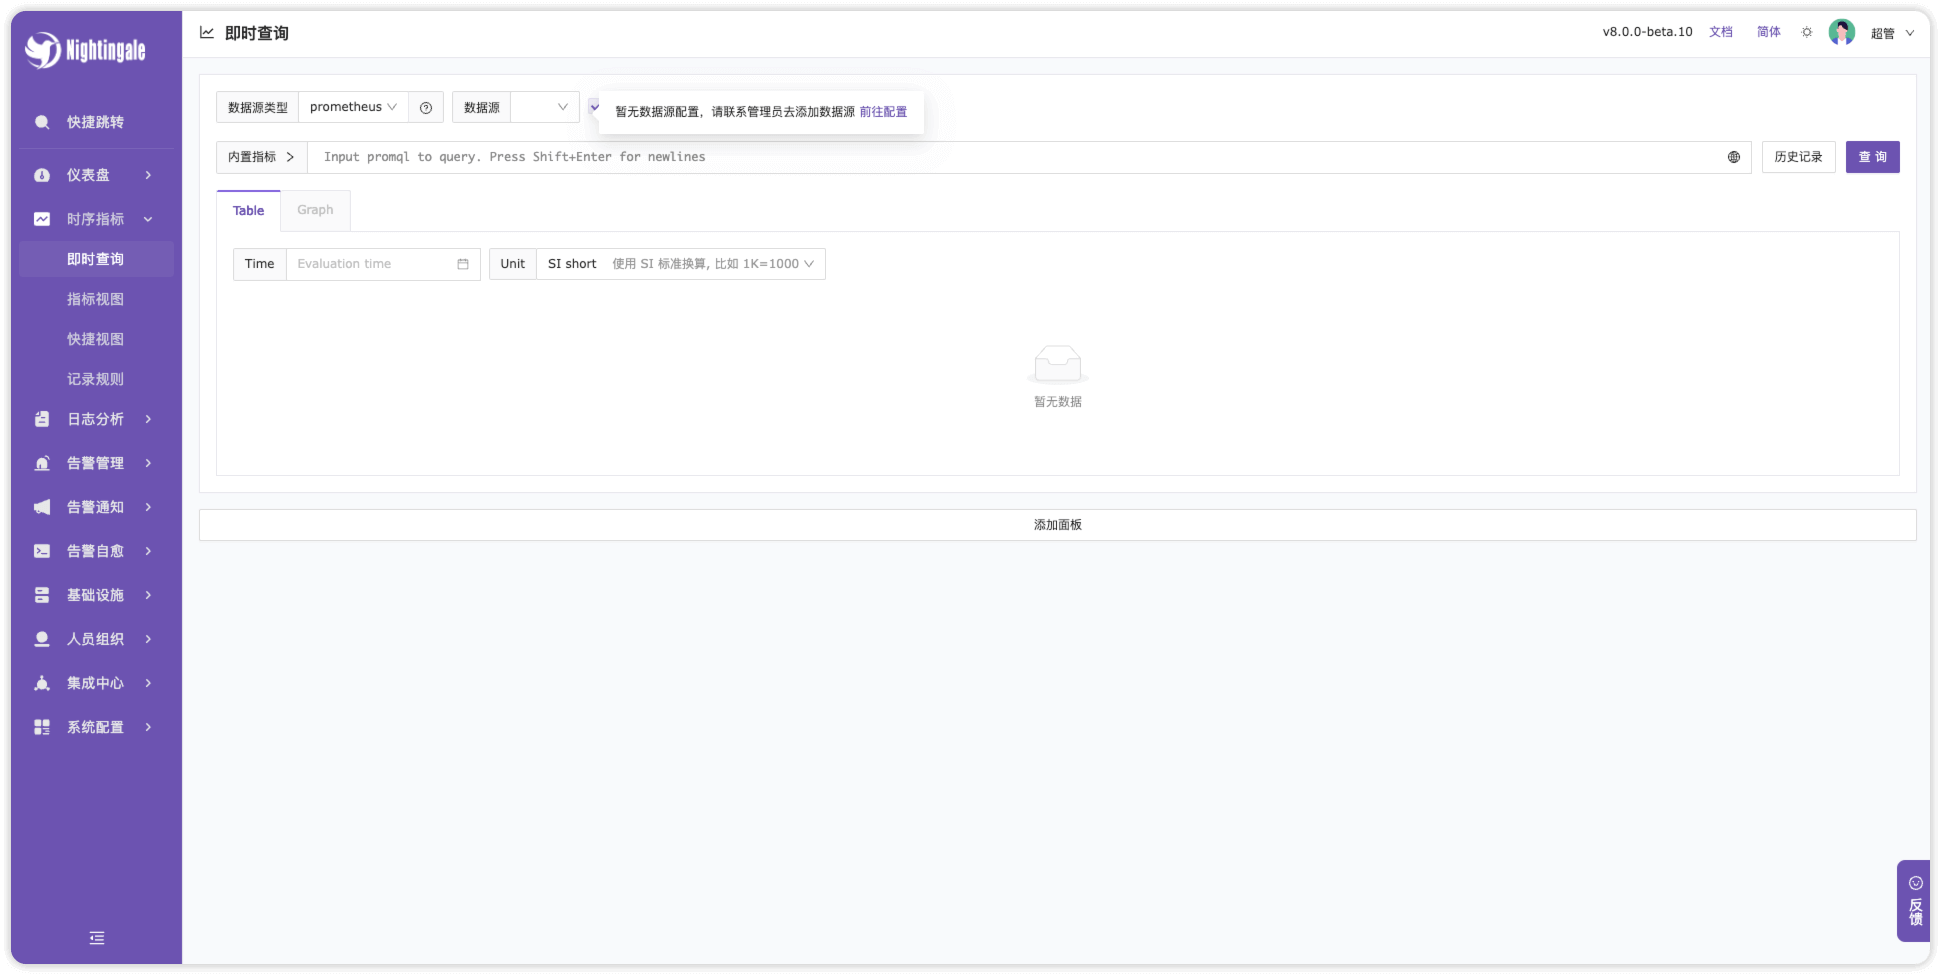 Nightingale
快捷跳转
仪表盘
时序指标
即时查询
指标视图
快捷视图
记录规则
日志分析
告警管理
告警通知
告警自愈
基础设施
人员组织
集成中心
系统配置
即时查询
v8.0.0-beta.10 文档 简体 超管
数据源类型 prometheus 数据源
暂无数据源配置，请联系管理员去添加数据源 前往配置
内置指标 Input promql to query. Press Shift+Enter for newlines 历史记录 查 询
Table Graph
Time Evaluation time Unit SI short 使用 SI 标准换算, 比如 1K=1000
暂无数据
添加面板
反馈